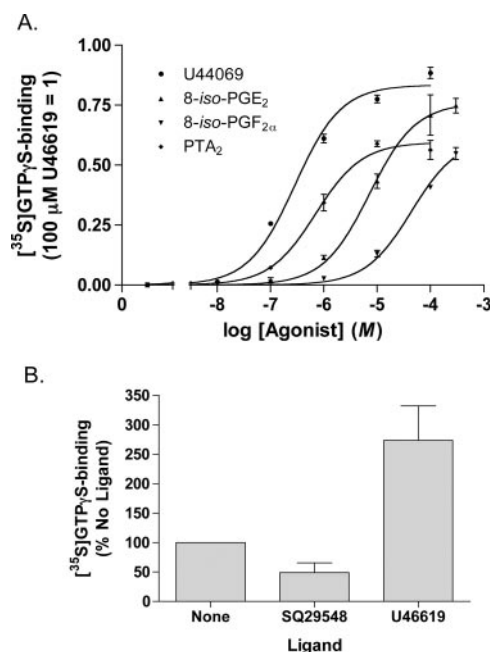 A.
[³⁵S]GTPγS-binding
(100 μM U46619 = 1)
1.00
0.75
0.50
0.25
0.00
U44069
8-iso-PGE₂
8-iso-PGF₂α
PTA₂
0 -8 -7 -6 -5 -4 -3
log [Agonist] (M)
B.
[³⁵S]GTPγS-binding
(% No Ligand)
350
300
250
200
150
100
50
0
None SQ29548 U46619
Ligand